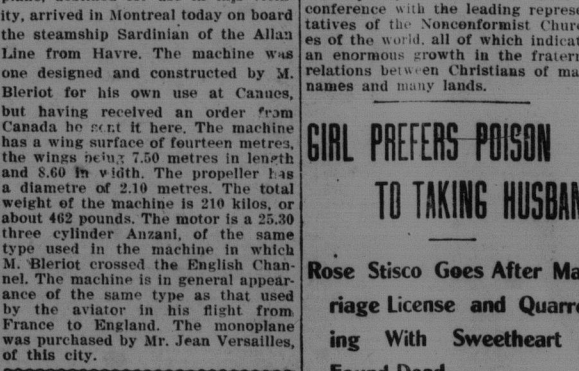 ity, arrived in Montreal today on board
the steamship Sardinian of the Allan
Line from Havre. The machine was
one designed and constructed by M.
Bleriot for his own use at Cannes,
but having received an order from
Canada he sent it here. The machine
has a wing surface of fourteen metres,
the wings being 7.50 metres in length
and 8.60 in width. The propeller has
a diametre of 2.10 metres. The total
weight of the machine is 210 kilos, or
about 462 pounds. The motor is a 25.30
three cylinder Anzani, of the same
type used in the machine in which
M. Bleriot crossed the English Chan-
nel. The machine is in general appear-
ance of the same type as that used
by the aviator in his flight from
France to England. The monoplane
was purchased by Mr. Jean Versailles,
of this city.
conference with the leading represe
tatives of the Nonconformist Churc
es of the world, all of which indicat
an enormous growth in the fratern
relations between Christians of ma
names and many lands.
GIRL PREFERS POISON
TO TAKING HUSBAN
Rose Stisco Goes After Ma
riage License and Quarre
ing With Sweetheart
Found Dead